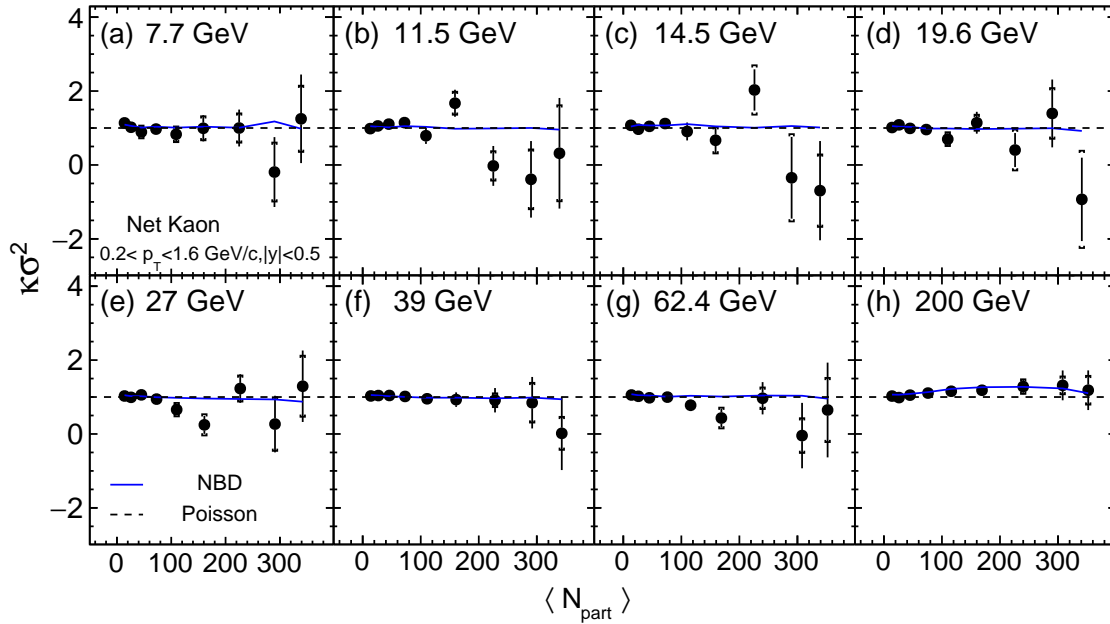 (a) 7.7 GeV
(b) 11.5 GeV
(c) 14.5 GeV
(d) 19.6 GeV
4
2
0
−2
Net Kaon
0.2< p_T<1.6 GeV/c,|y|<0.5
κσ²
(e) 27 GeV
(f) 39 GeV
(g) 62.4 GeV
(h) 200 GeV
4
2
0
−2
NBD
Poisson
0 100 200 300
0 100 200 300
0 100 200 300
0 100 200 300
⟨ N_part ⟩